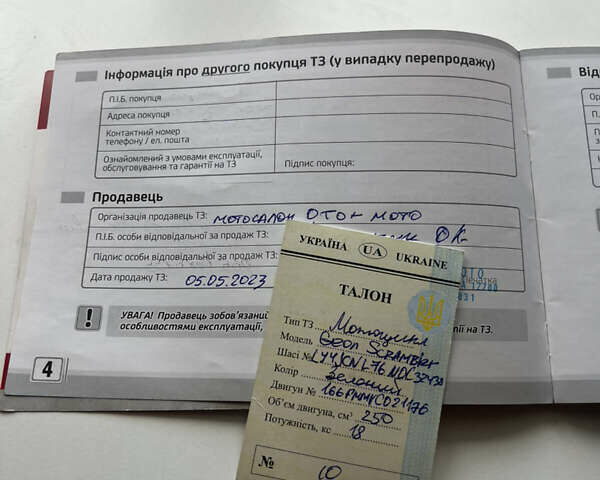 Інформація про другого покупця ТЗ (у випадку перепродажу)
П.І.Б. покупця
Адреса покупця
Контактний номер
телефону / ел. пошта
Ознайомлений з умовами експлуатації,
обслуговування та гарантії на ТЗ
Підпис покупця:
Продавець
Організація продавець ТЗ: МОТОСАЛОН ОТО Н МОТО
П.І.Б. особи відповідальної за продаж ТЗ: О.К.
Підпис особи відповідальної за продаж ТЗ:
Дата продажу ТЗ: 05.05.2023
УВАГА! Продавець зобов'язаний
особливостями експлуатації, ії на ТЗ.
4
Ві
УКРАЇНА UA UKRAINE
ТАЛОН
Тип ТЗ Мотоцикл
Модель Geon Scrambler
Шасі №
Колір Зелений
Двигун №
Об'єм двигуна, см³ 250
Потужність, кс 18
№ 10